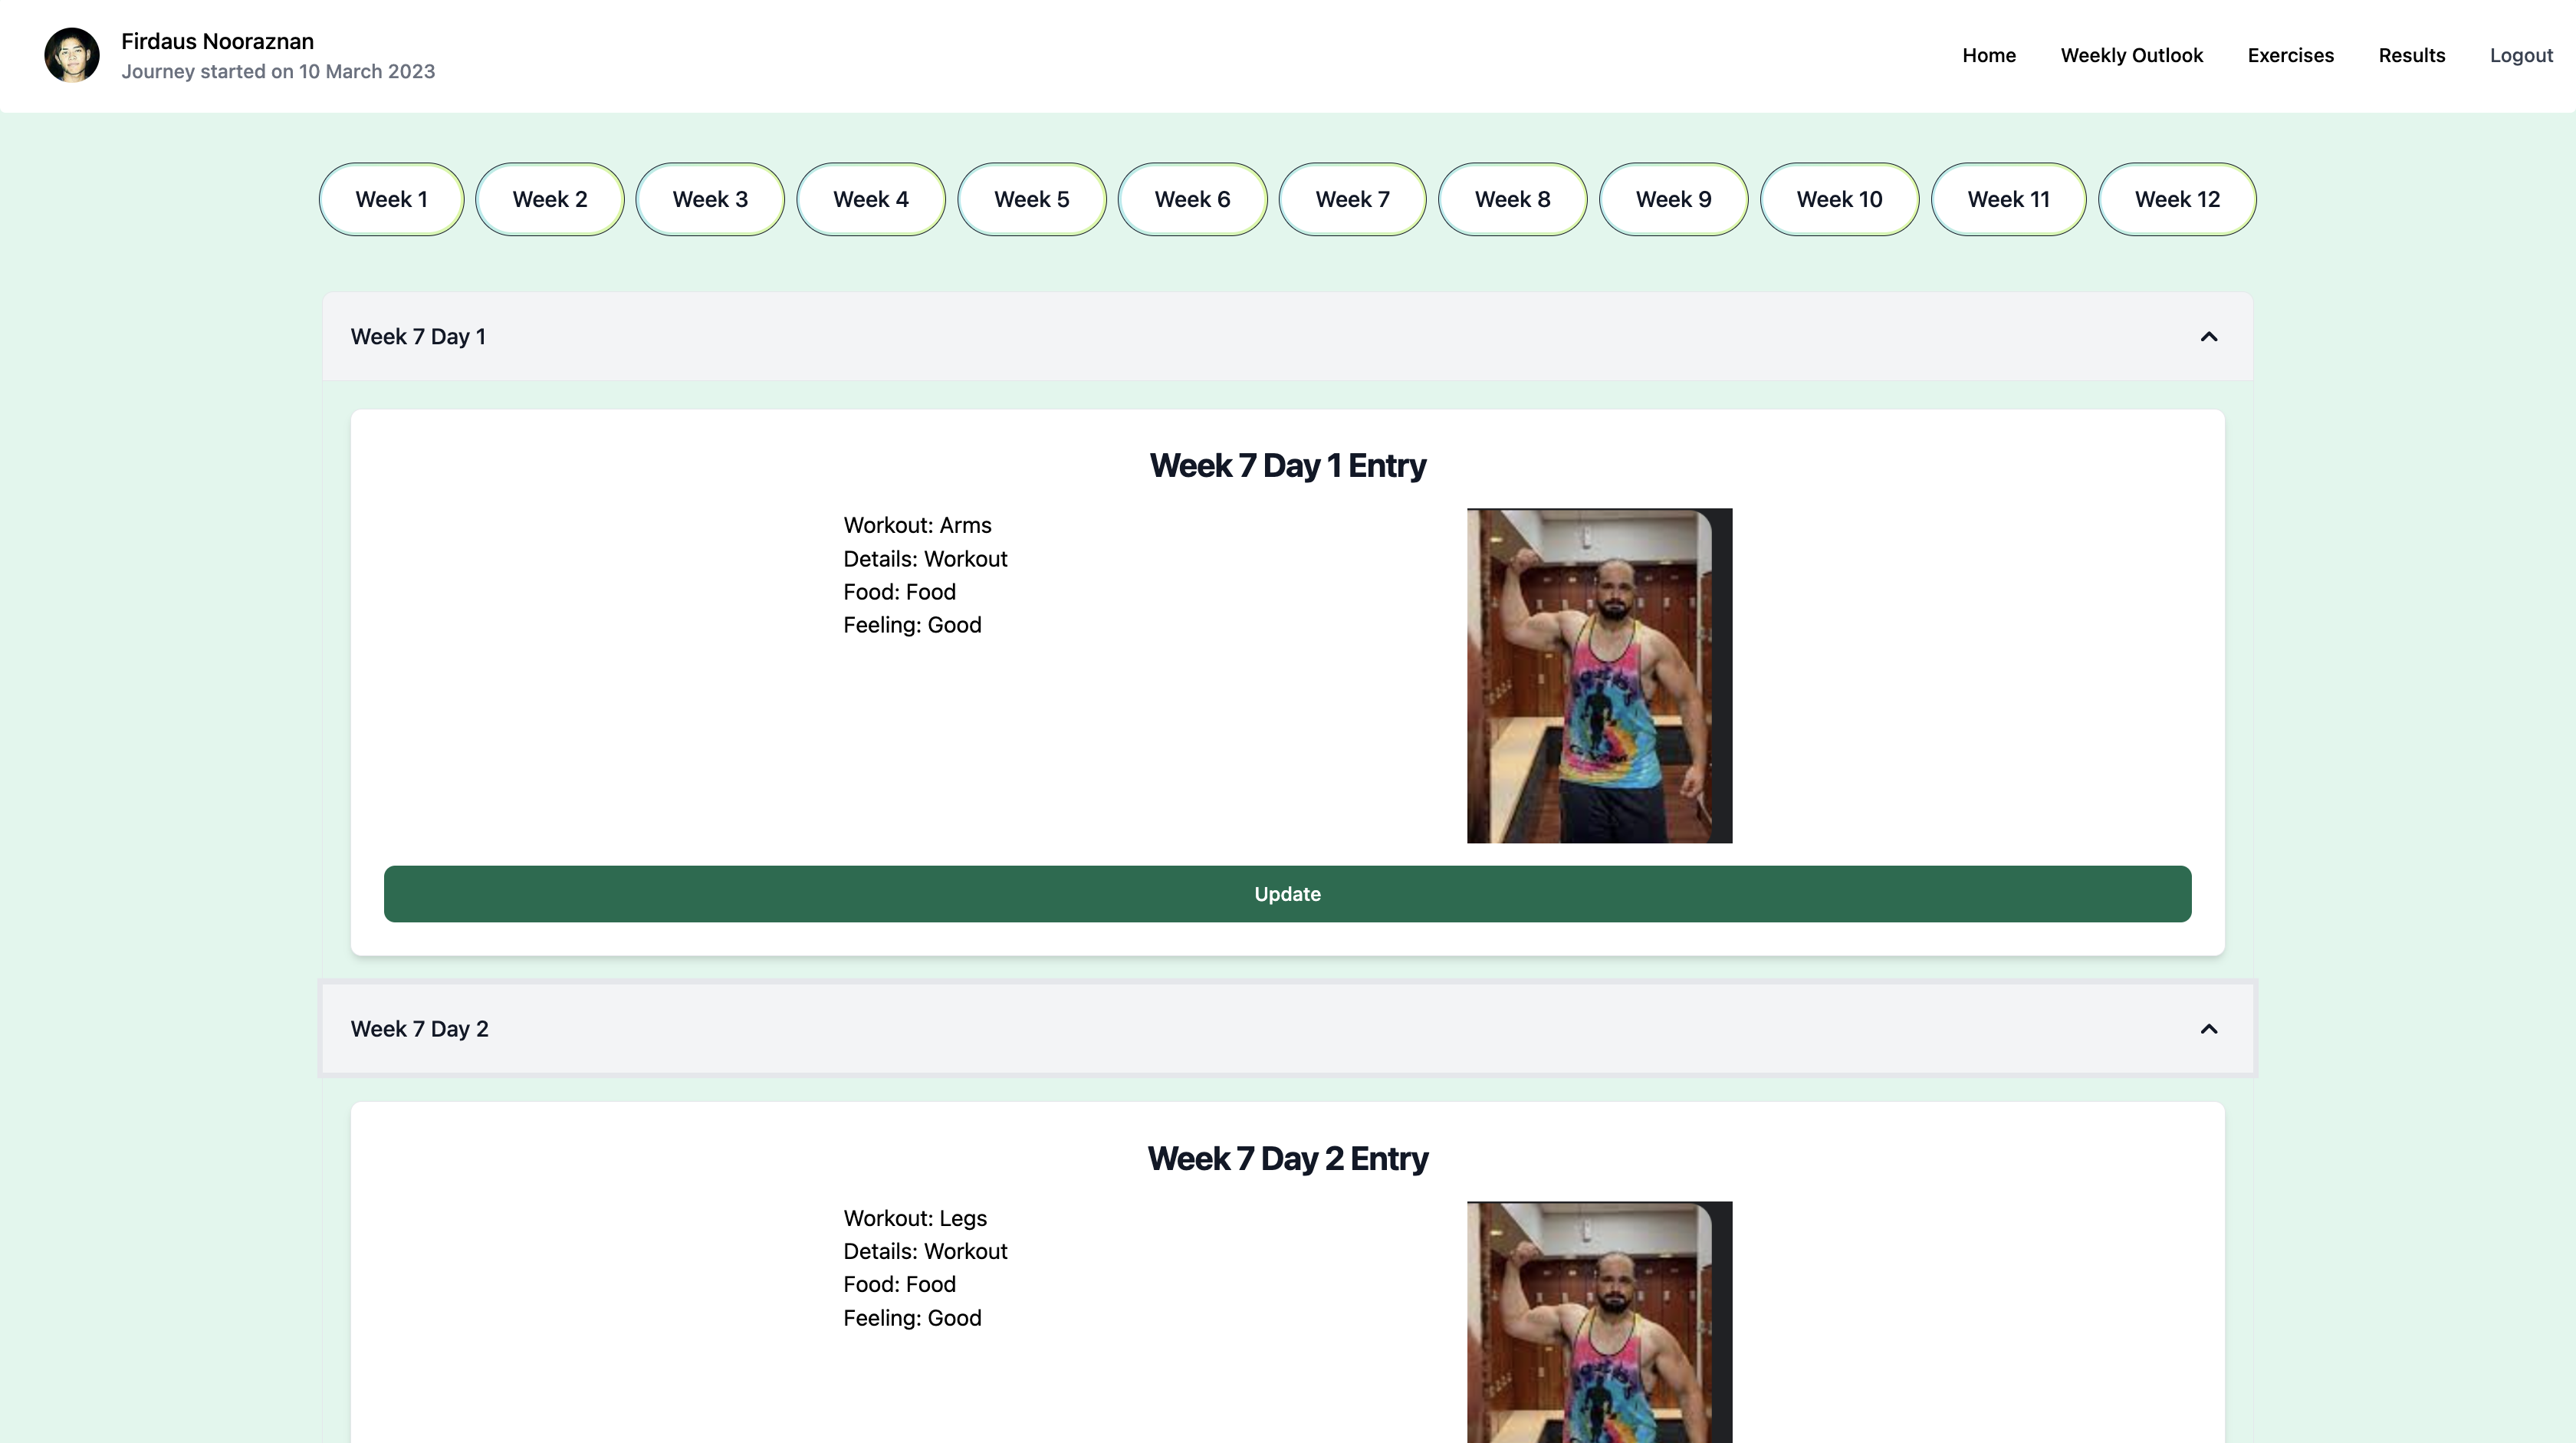 Firdaus Nooraznan
Journey started on 10 March 2023
Home Weekly Outlook Exercises Results Logout
Week 1 Week 2 Week 3 Week 4 Week 5 Week 6 Week 7 Week 8 Week 9 Week 10 Week 11 Week 12
Week 7 Day 1
Week 7 Day 1 Entry
Workout: Arms
Details: Workout
Food: Food
Feeling: Good
Update
Week 7 Day 2
Week 7 Day 2 Entry
Workout: Legs
Details: Workout
Food: Food
Feeling: Good